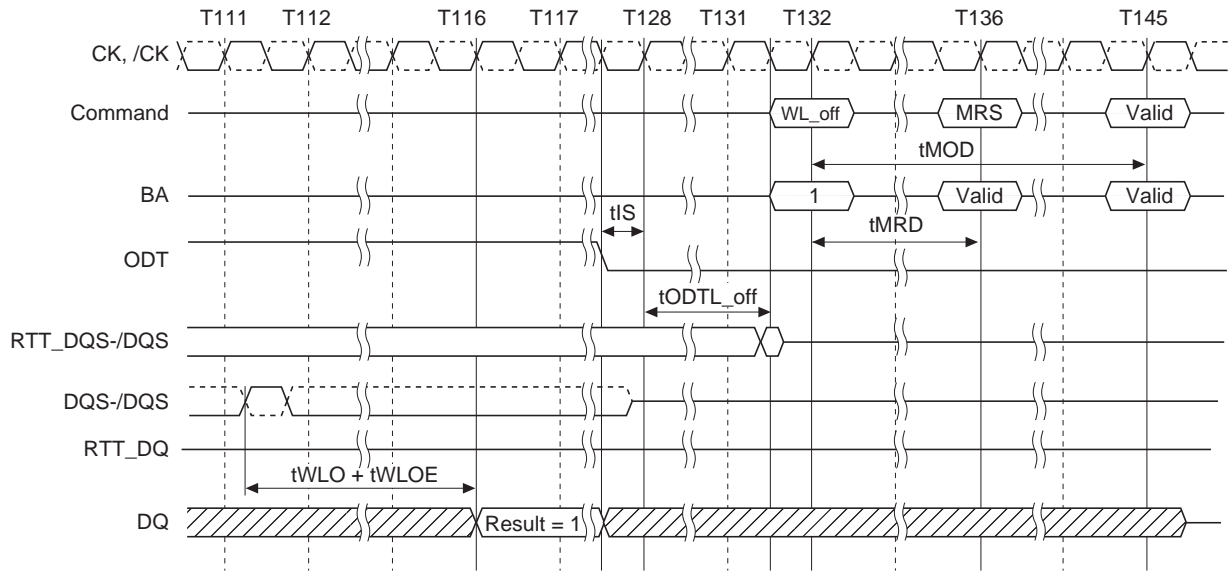 T111 T112 T116 T117 T128 T131 T132 T136 T145
CK, /CK
Command WL_off MRS Valid
tMOD
BA 1 Valid Valid
tIS
tMRD
ODT
tODTL_off
RTT_DQS-/DQS
DQS-/DQS
RTT_DQ
tWLO + tWLOE
DQ Result = 1